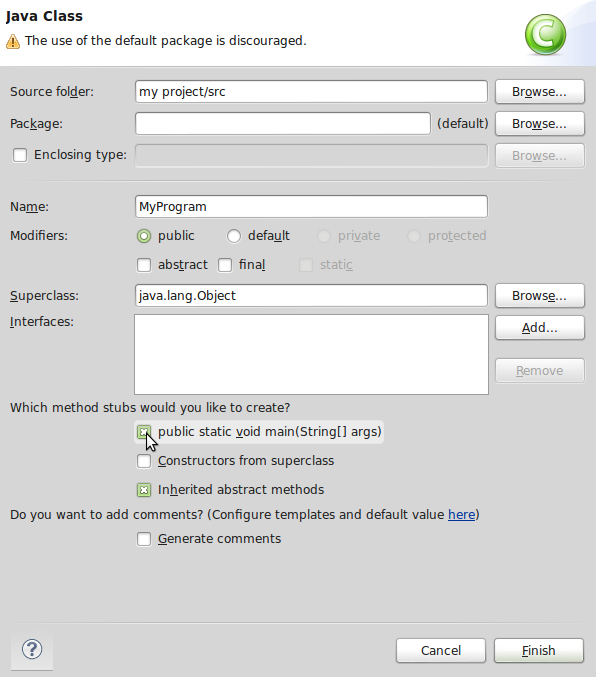 Java Class
The use of the default package is discouraged.
Source folder: my project/src Browse...
Package: (default) Browse...
Enclosing type: Browse...
Name: MyProgram
Modifiers: public default private protected
abstract final static
Superclass: java.lang.Object Browse...
Interfaces: Add...
Remove
Which method stubs would you like to create?
public static void main(String[] args)
Constructors from superclass
Inherited abstract methods
Do you want to add comments? (Configure templates and default value here)
Generate comments
? Cancel Finish